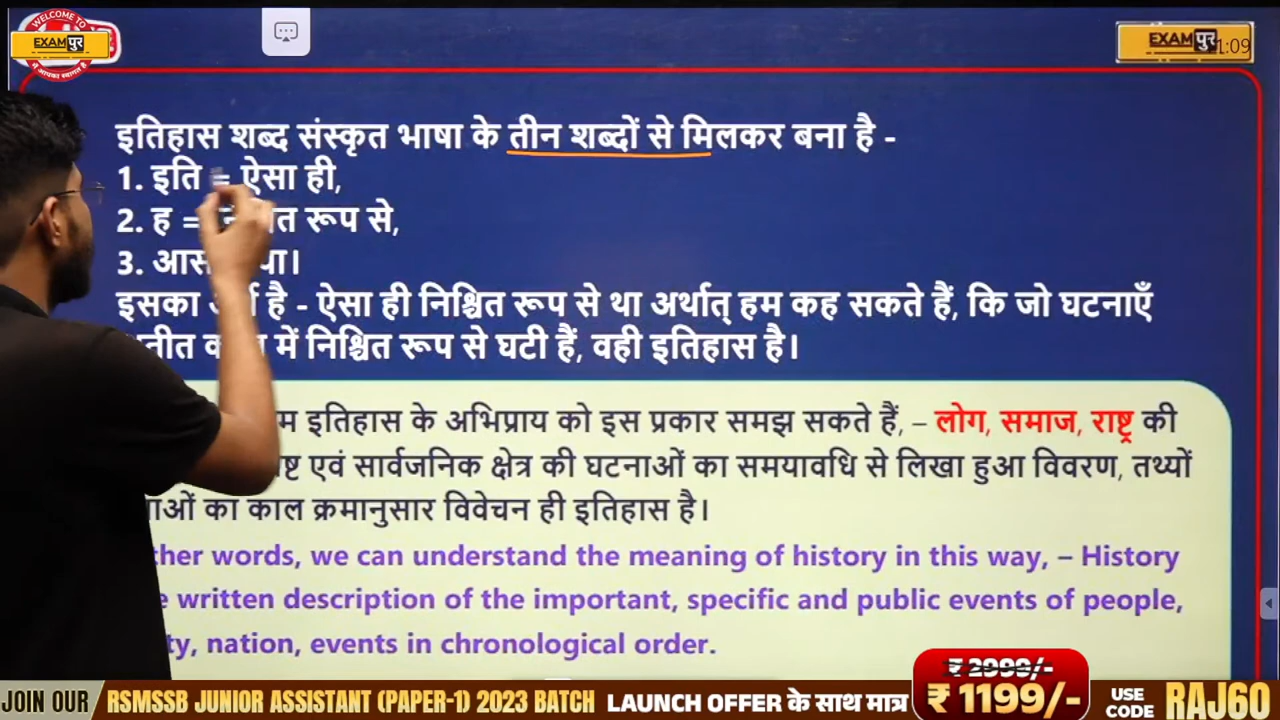 WELCOME TO
EXAMपुर
में आपका स्वागत है
EXAMपुर
1:09
इतिहास शब्द संस्कृत भाषा के तीन शब्दों से मिलकर बना है -
1. इति = ऐसा ही,
2. ह = रूप से,
3.
इसका है - ऐसा ही निश्चित रूप से था अर्थात् हम कह सकते हैं, कि जो घटनाएँ
में निश्चित रूप से घटी हैं, वही इतिहास है।
इतिहास के अभिप्राय को इस प्रकार समझ सकते हैं, – लोग, समाज, राष्ट्र की
एवं सार्वजनिक क्षेत्र की घटनाओं का समयावधि से लिखा हुआ विवरण, तथ्यों
का काल क्रमानुसार विवेचन ही इतिहास है।
words, we can understand the meaning of history in this way, – History
written description of the important, specific and public events of people,
nation, events in chronological order.
JOIN OUR RSMSSB JUNIOR ASSISTANT (PAPER-1) 2023 BATCH LAUNCH OFFER के साथ मात्र ₹ 2999/- ₹ 1199/- USE CODE RAJ60